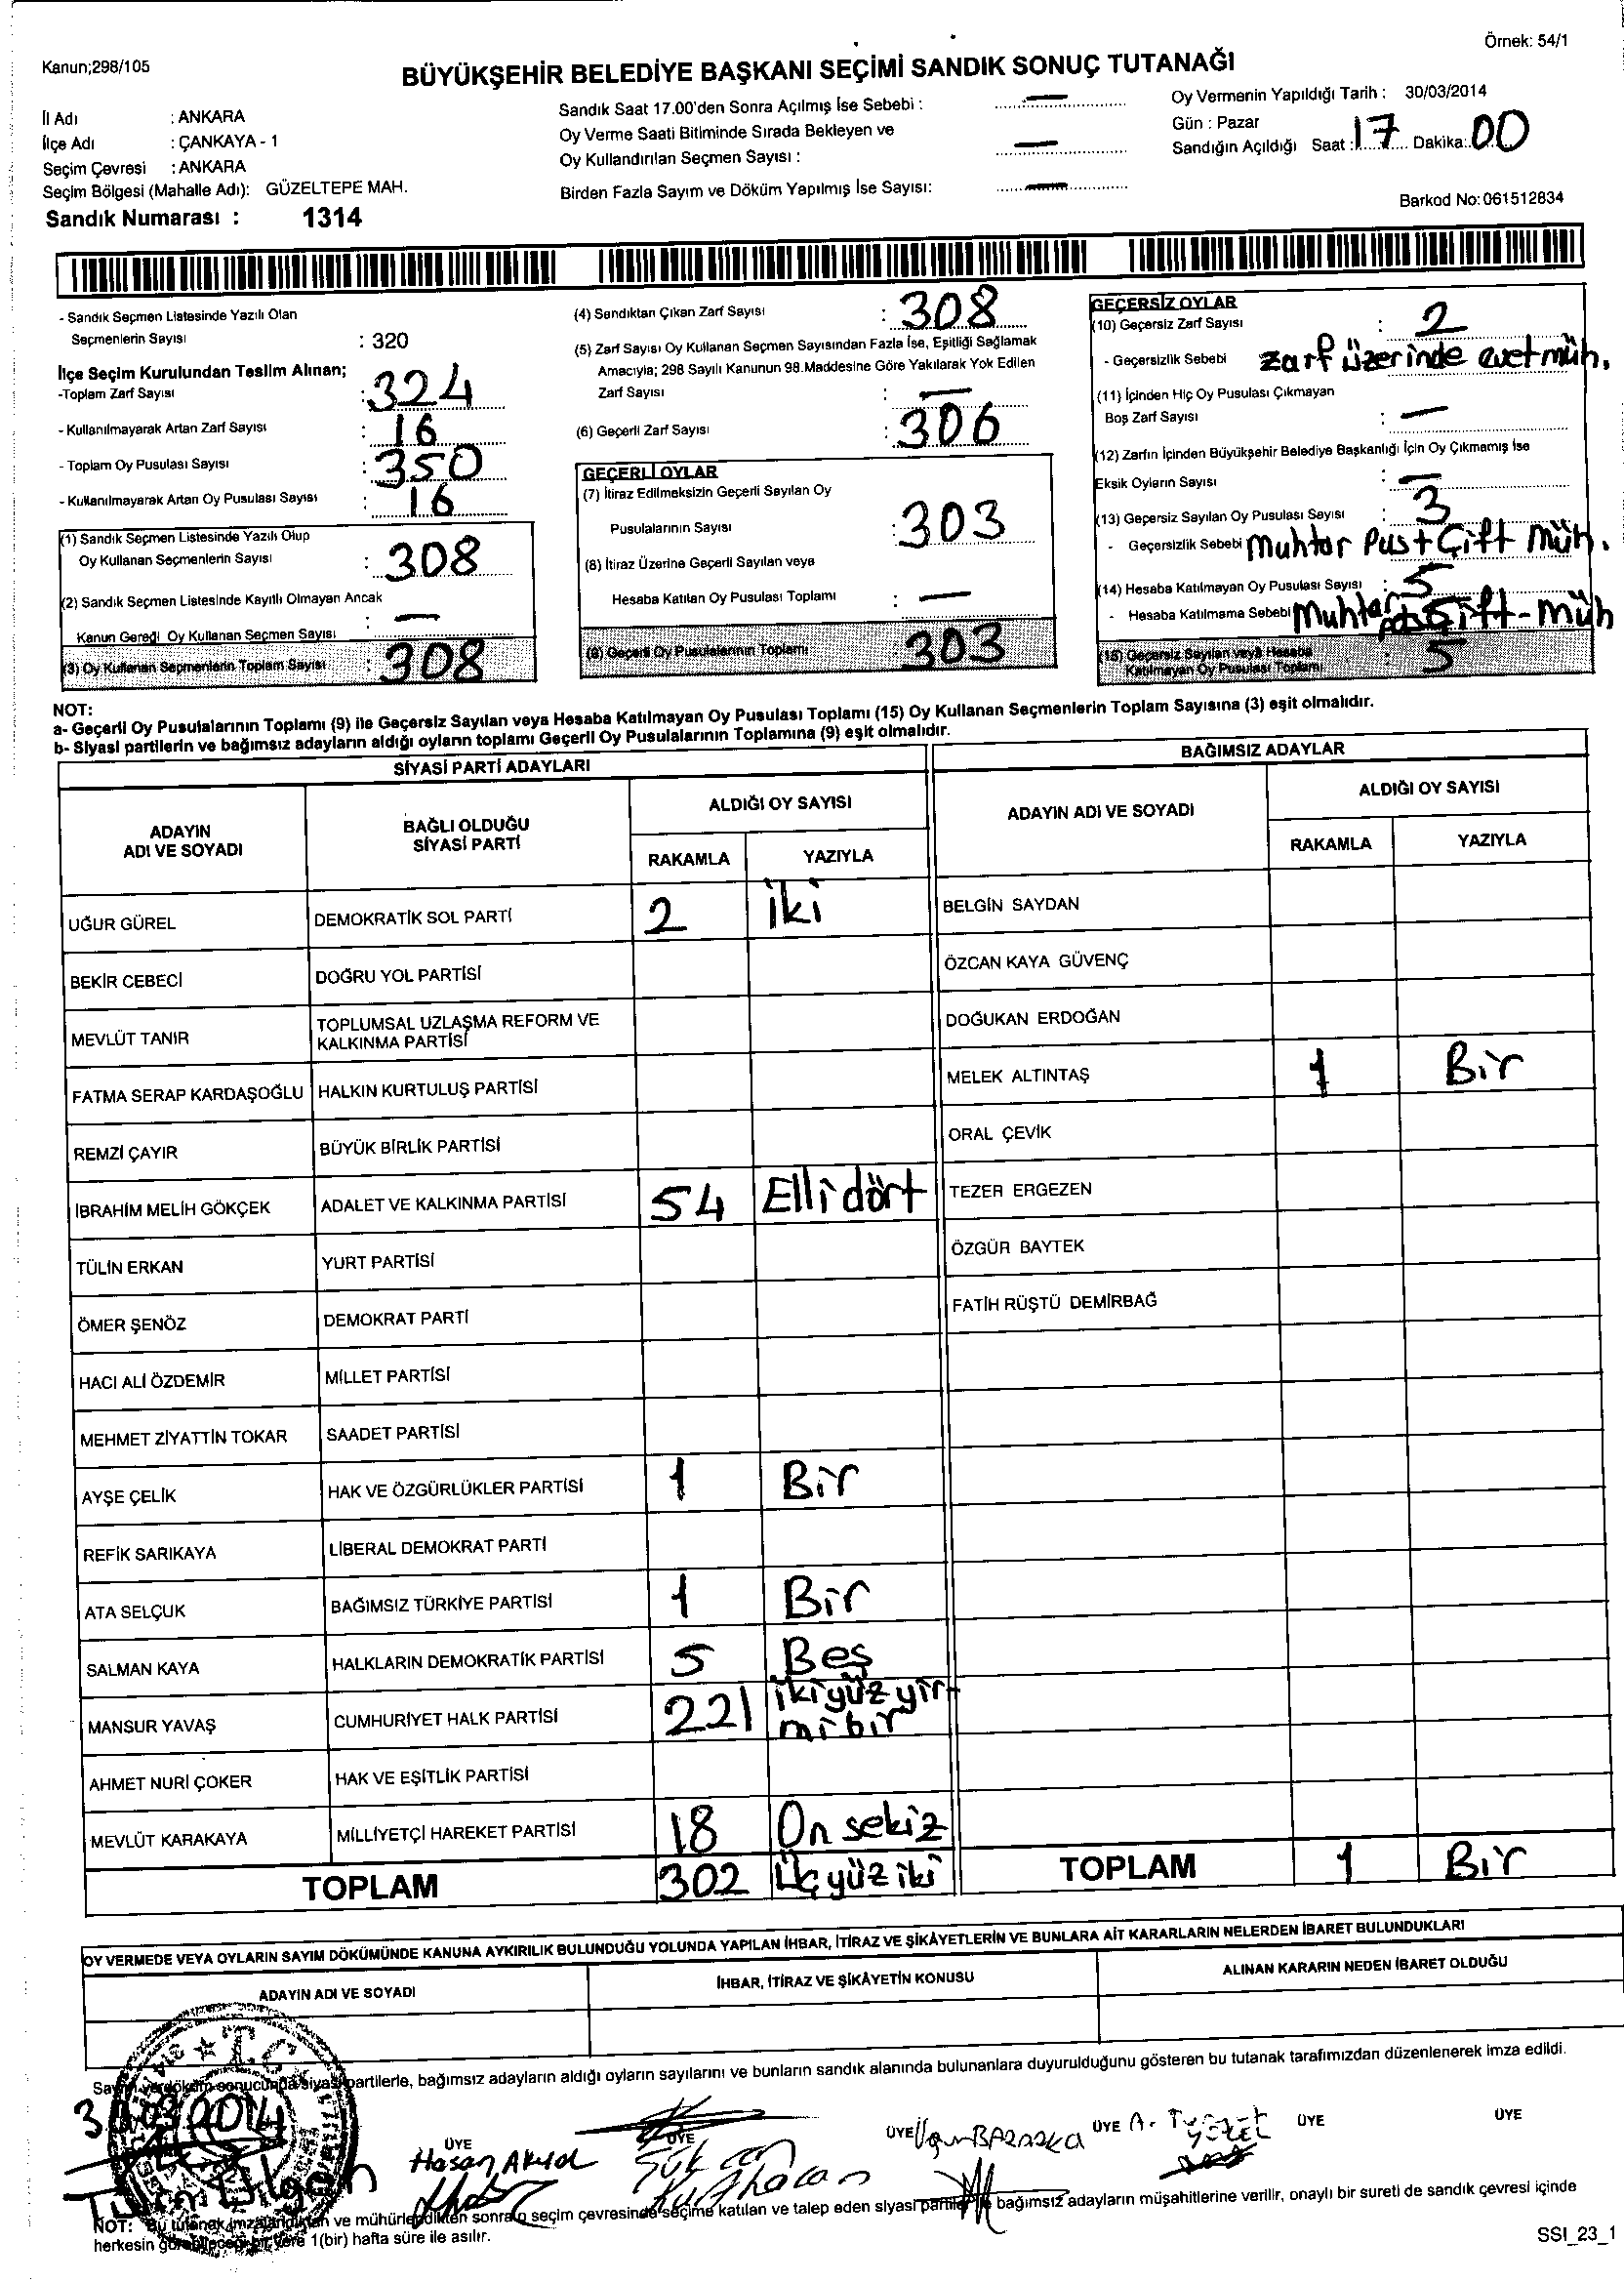 Örnek: 54/1
Kanun;298/105
BÜYÜKŞEHİR BELEDİYE BAŞKANI SEÇİMİ SANDIK SONUÇ TUTANAĞI
İl Adı : ANKARA
İlçe Adı : ÇANKAYA - 1
Seçim Çevresi : ANKARA
Seçim Bölgesi (Mahalle Adı): GÜZELTEPE MAH.
Sandık Numarası : 1314
Sandık Saat 17.00'den Sonra Açılmış İse Sebebi : —
Oy Verme Saati Bitiminde Sırada Bekleyen ve
Oy Kullandırılan Seçmen Sayısı : —
Birden Fazla Sayım ve Döküm Yapılmış İse Sayısı: —
Oy Vermenin Yapıldığı Tarih : 30/03/2014
Gün : Pazar
Sandığın Açıldığı Saat : 17 Dakika: 00
Barkod No: 061512834
- Sandık Seçmen Listesinde Yazılı Olan
Seçmenlerin Sayısı : 320
İlçe Seçim Kurulundan Teslim Alınan;
-Toplam Zarf Sayısı : 324
- Kullanılmayarak Artan Zarf Sayısı : 16
- Toplam Oy Pusulası Sayısı : 350
- Kullanılmayarak Artan Oy Pusulası Sayısı : 16
(1) Sandık Seçmen Listesinde Yazılı Olup
Oy Kullanan Seçmenlerin Sayısı : 308
(2) Sandık Seçmen Listesinde Kayıtlı Olmayan Ancak
Kanun Gereği Oy Kullanan Seçmen Sayısı : —
(3) Oy Kullanan Seçmenlerin Toplam Sayısı : 308
(4) Sandıktan Çıkan Zarf Sayısı : 308
(5) Zarf Sayısı Oy Kullanan Seçmen Sayısından Fazla İse, Eşitliği Sağlamak
Amacıyla; 298 Sayılı Kanunun 98.Maddesine Göre Yakılarak Yok Edilen
Zarf Sayısı : —
(6) Geçerli Zarf Sayısı : 306
GEÇERLİ OYLAR
(7) İtiraz Edilmeksizin Geçerli Sayılan Oy
Pusulalarının Sayısı : 303
(8) İtiraz Üzerine Geçerli Sayılan veya
Hesaba Katılan Oy Pusulası Toplamı : —
(9) Geçerli Oy Pusulalarının Toplamı : 303
GEÇERSİZ OYLAR
(10) Geçersiz Zarf Sayısı : 2
- Geçersizlik Sebebi zarf üzerinde evet müh.
(11) İçinden Hiç Oy Pusulası Çıkmayan
Boş Zarf Sayısı : —
(12) Zarfın İçinden Büyükşehir Belediye Başkanlığı İçin Oy Çıkmamış İse
Eksik Oyların Sayısı : —
(13) Geçersiz Sayılan Oy Pusulası Sayısı : 3
- Geçersizlik Sebebi Muhtar Pus + Çift Müh.
(14) Hesaba Katılmayan Oy Pusulası Sayısı : 5
- Hesaba Katılmama Sebebi Muhtar Çift - müh
(15) Geçersiz Sayılan veya Hesaba
Katılmayan Oy Pusulası Toplamı : 5
NOT:
a- Geçerli Oy Pusulalarının Toplamı (9) ile Geçersiz Sayılan veya Hesaba Katılmayan Oy Pusulası Toplamı (15) Oy Kullanan Seçmenlerin Toplam Sayısına (3) eşit olmalıdır.
b- Siyasi partilerin ve bağımsız adayların aldığı oyların toplamı Geçerli Oy Pusulalarının Toplamına (9) eşit olmalıdır.
SİYASİ PARTİ ADAYLARI
ADAYIN ADI VE SOYADI
BAĞLI OLDUĞU SİYASİ PARTİ
ALDIĞI OY SAYISI
RAKAMLA YAZIYLA
UĞUR GÜREL DEMOKRATİK SOL PARTİ 2 İki
BEKİR CEBECİ DOĞRU YOL PARTİSİ
MEVLÜT TANIR TOPLUMSAL UZLAŞMA REFORM VE KALKINMA PARTİSİ
FATMA SERAP KARDAŞOĞLU HALKIN KURTULUŞ PARTİSİ
REMZİ ÇAYIR BÜYÜK BİRLİK PARTİSİ
İBRAHİM MELİH GÖKÇEK ADALET VE KALKINMA PARTİSİ 54 Elli dört
TÜLİN ERKAN YURT PARTİSİ
ÖMER ŞENÖZ DEMOKRAT PARTİ
HACI ALİ ÖZDEMİR MİLLET PARTİSİ
MEHMET ZİYATTİN TOKAR SAADET PARTİSİ
AYŞE ÇELİK HAK VE ÖZGÜRLÜKLER PARTİSİ 1 Bir
REFİK SARIKAYA LİBERAL DEMOKRAT PARTİ
ATA SELÇUK BAĞIMSIZ TÜRKİYE PARTİSİ 1 Bir
SALMAN KAYA HALKLARIN DEMOKRATİK PARTİSİ 5 Beş
MANSUR YAVAŞ CUMHURİYET HALK PARTİSİ 221 ikiyüz yirmi bir
AHMET NURİ ÇOKER HAK VE EŞİTLİK PARTİSİ
MEVLÜT KARAKAYA MİLLİYETÇİ HAREKET PARTİSİ 18 On sekiz
TOPLAM 302 Üç yüz iki
BAĞIMSIZ ADAYLAR
ADAYIN ADI VE SOYADI
ALDIĞI OY SAYISI
RAKAMLA YAZIYLA
BELGİN SAYDAN
ÖZCAN KAYA GÜVENÇ
DOĞUKAN ERDOĞAN
MELEK ALTINTAŞ 1 Bir
ORAL ÇEVİK
TEZER ERGEZEN
ÖZGÜR BAYTEK
FATİH RÜŞTÜ DEMİRBAĞ
TOPLAM 1 Bir
OY VERMEDE VEYA OYLARIN SAYIM DÖKÜMÜNDE KANUNA AYKIRILIK BULUNDUĞU YOLUNDA YAPILAN İHBAR, İTİRAZ VE ŞİKÂYETLERİN VE BUNLARA AİT KARARLARIN NELERDEN İBARET BULUNDUKLARI
ADAYIN ADI VE SOYADI
İHBAR, İTİRAZ VE ŞİKÂYETİN KONUSU
ALINAN KARARIN NEDEN İBARET OLDUĞU
T.C.
Sayım ve döküm sonucunda siyasi partilerle, bağımsız adayların aldığı oyların sayılarını ve bunların sandık alanında bulunanlara duyurulduğunu gösteren bu tutanak tarafımızdan düzenlenerek imza edildi.
ÜYE ÜYE ÜYE ÜYE ÜYE ÜYE
Hasan
NOT: Bu tutanak imzalandıktan ve mühürlendikten sonra o seçim çevresinde seçime katılan ve talep eden siyasi partiler ile bağımsız adayların müşahitlerine verilir, onaylı bir sureti de sandık çevresi içinde
herkesin görebileceği bir yere 1(bir) hafta süre ile asılır.
SSI_23_1